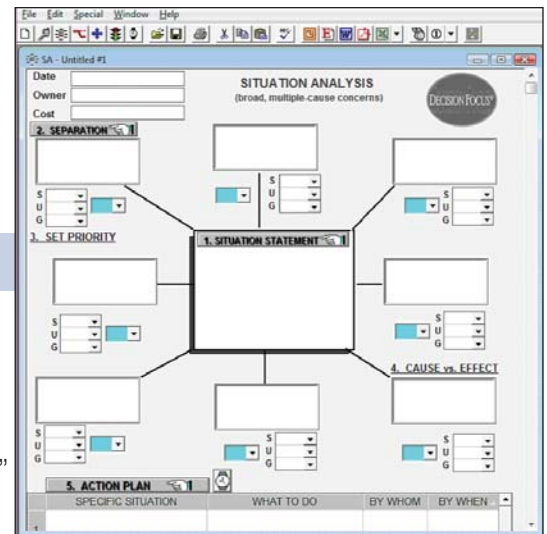 File Edit Special Window Help
SA - Untitled #1
Date
Owner
Cost
SITUATION ANALYSIS
(broad, multiple-cause concerns)
DECISION FOCUS®
2. SEPARATION
S
U
G
S
U
G
S
U
G
3. SET PRIORITY
1. SITUATION STATEMENT
S
U
G
S
U
G
4. CAUSE vs. EFFECT
S
U
G
S
U
G
S
U
G
”
5. ACTION PLAN
SPECIFIC SITUATION WHAT TO DO BY WHOM BY WHEN
1